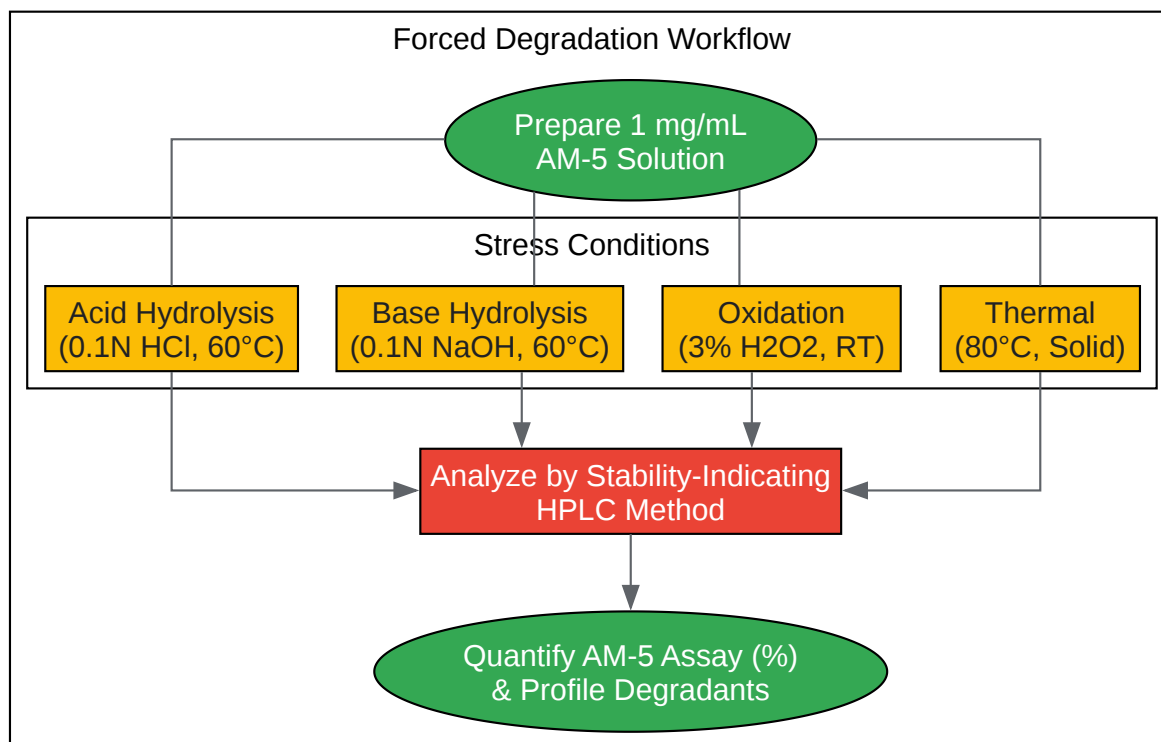 Forced Degradation Workflow
Prepare 1 mg/mL
AM-5 Solution
Stress Conditions
Acid Hydrolysis
(0.1N HCl, 60°C)
Base Hydrolysis
(0.1N NaOH, 60°C)
Oxidation
(3% H2O2, RT)
Thermal
(80°C, Solid)
Analyze by Stability-Indicating
HPLC Method
Quantify AM-5 Assay (%)
& Profile Degradants